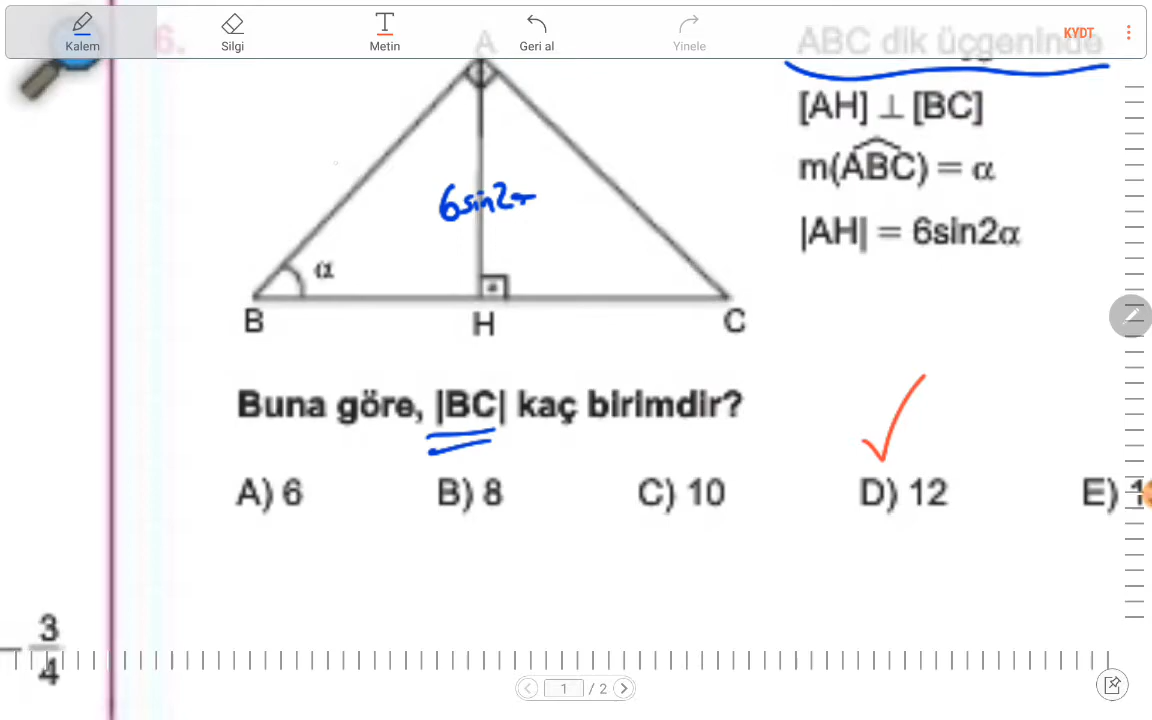 Kalem
Silgi
Metin
Geri al
Yinele
KYDT
6.
A
ABC dik üçgeninde
[AH] ⊥ [BC]
m(ABC) = α
|AH| = 6sin2α
6sin2α
α
B
H
C
Buna göre, |BC| kaç birimdir?
A) 6
B) 8
C) 10
D) 12
E) 1
- 3/4
1 / 2